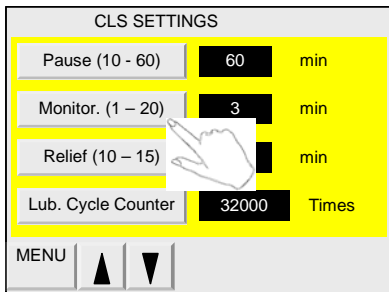 CLS SETTINGS
Pause (10 - 60) 60 min
Monitor. (1 – 20) 3 min
Relief (10 – 15) min
Lub. Cycle Counter 32000 Times
MENU